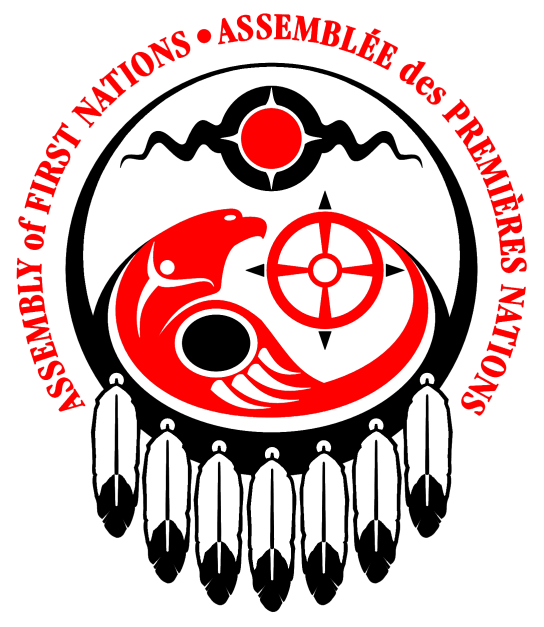 ASSEMBLY of FIRST NATIONS • ASSEMBLÉE des PREMIÈRES NATIONS